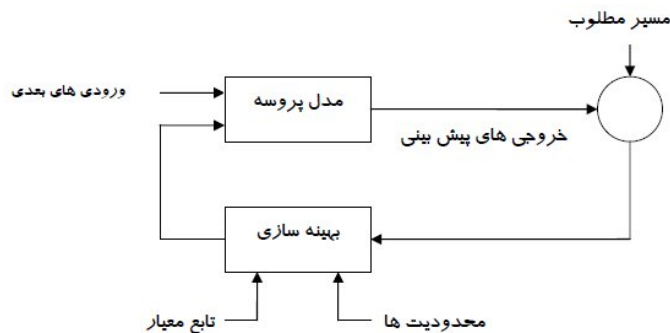 مسیر مطلوب
ورودی های بعدی
مدل پروسه
خروجی های پیش بینی
بهینه سازی
محدودیت ها
تابع معیار